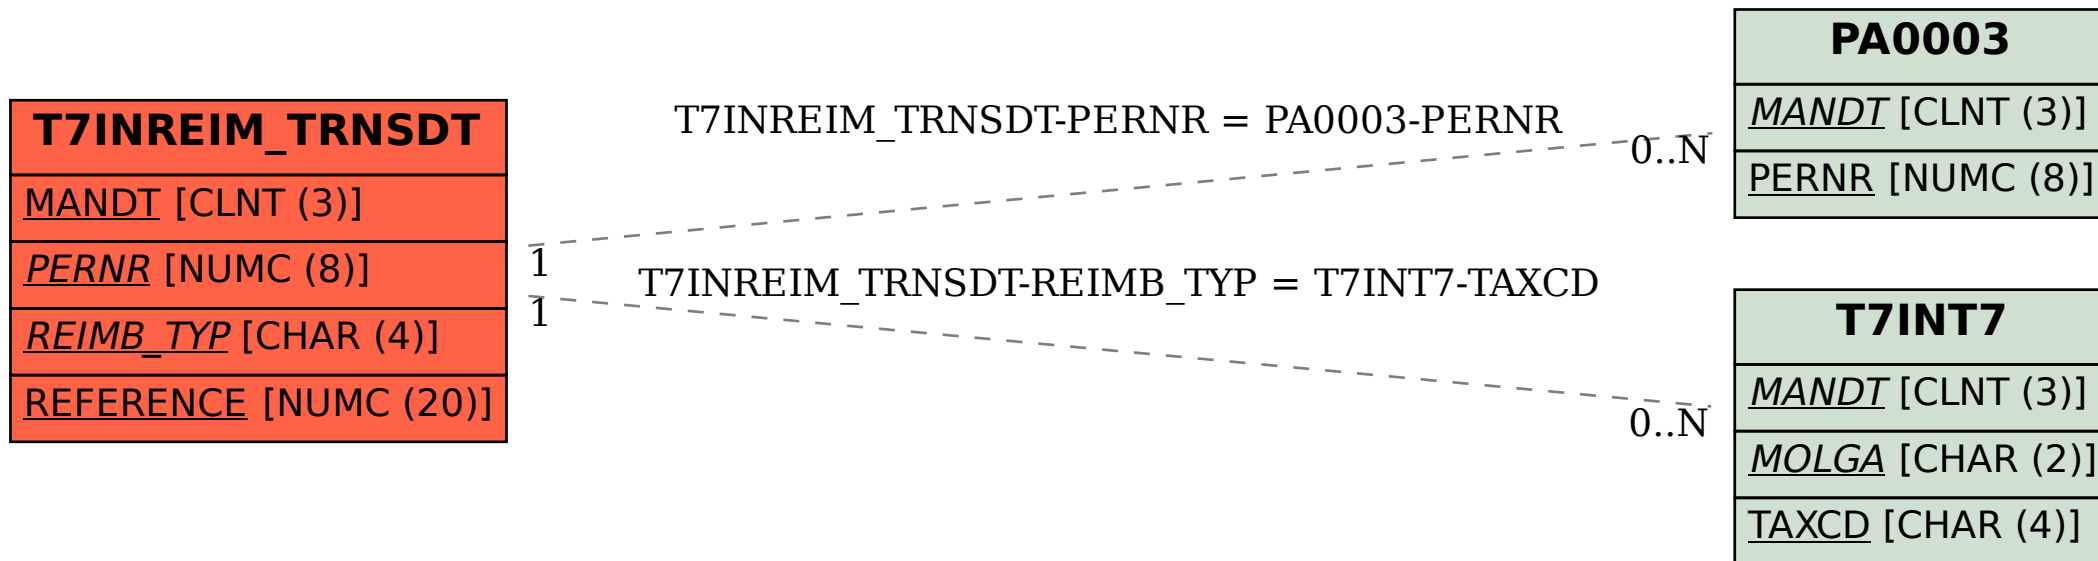 T7INREIM_TRNSDT
MANDT [CLNT (3)]
PERNR [NUMC (8)]
REIMB_TYP [CHAR (4)]
REFERENCE [NUMC (20)]
T7INREIM_TRNSDT-PERNR = PA0003-PERNR
0..N
1
T7INREIM_TRNSDT-REIMB_TYP = T7INT7-TAXCD
1
0..N
PA0003
MANDT [CLNT (3)]
PERNR [NUMC (8)]
T7INT7
MANDT [CLNT (3)]
MOLGA [CHAR (2)]
TAXCD [CHAR (4)]